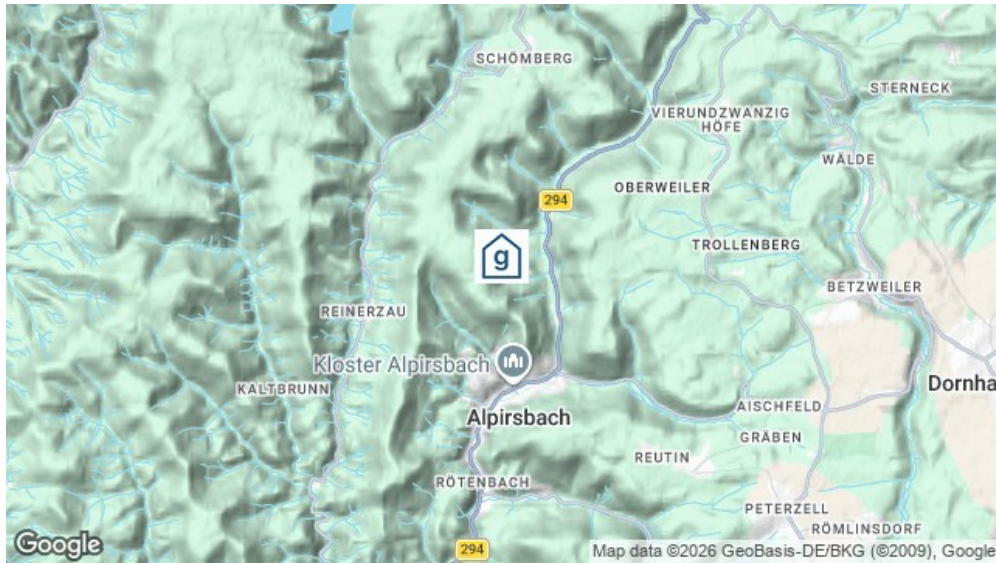 SCHÖMBERG
STERNECK
VIERUNDZWANZIG
HÖFE
WÄLDE
OBERWEILER
294
TROLLENBERG
g
BETZWEILER
REINERZAU
Kloster Alpirsbach
KALTBRUNN
Dornha
AISCHFELD
Alpirsbach
GRÄBEN
REUTIN
RÖTENBACH
PETERZELL
RÖMLINSDORF
294
Google
Map data ©2026 GeoBasis-DE/BKG (©2009), Google